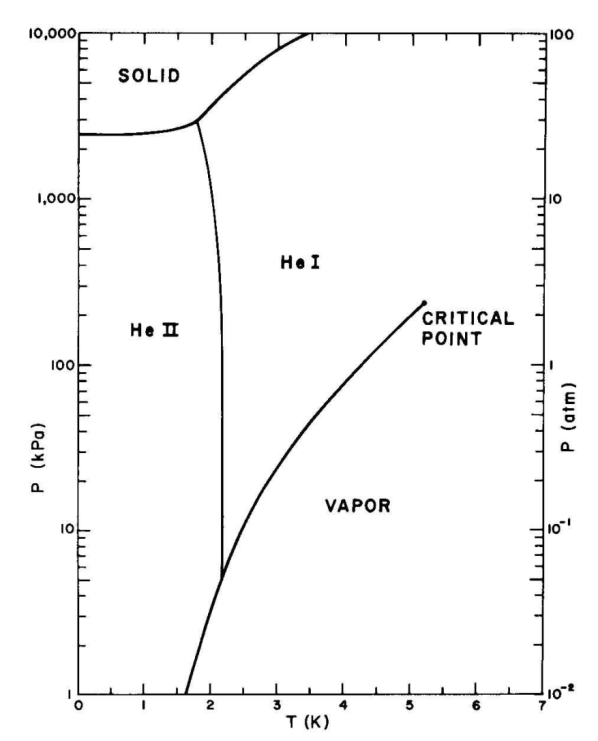 10,000
1,000
100
10
1
P (kPa)
SOLID
He I
He II
CRITICAL
POINT
VAPOR
0 1 2 3 4 5 6 7
T (K)
100
10
1
10⁻¹
10⁻²
P (atm)